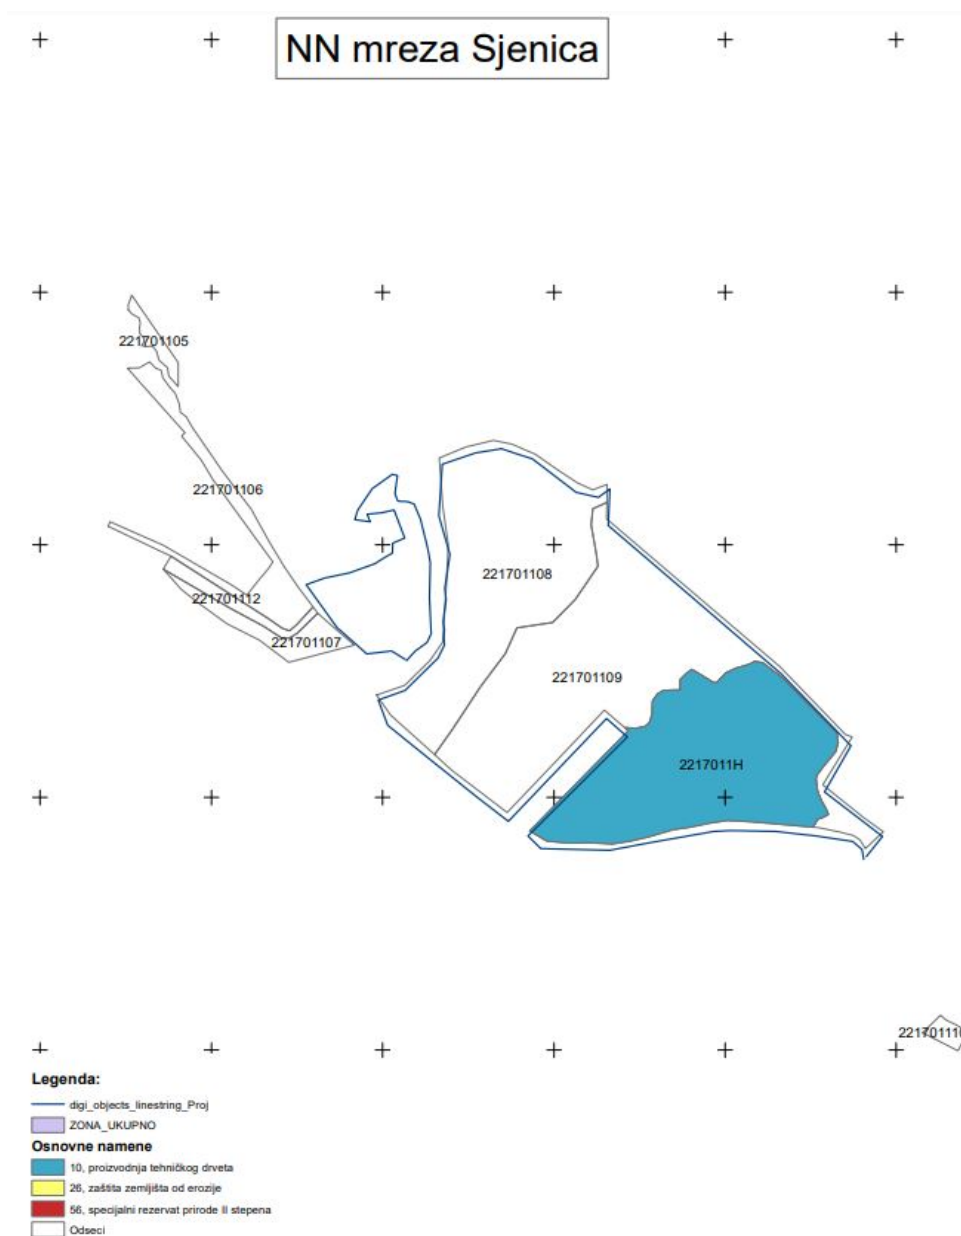 NN mreza Sjenica
221701105
221701106
221701108
221701112
221701107
221701109
2217011H
22170111
Legenda:
digi_objects_linestring_Proj
ZONA_UKUPNO
Osnovne namene
10, proizvodnja tehničkog drveta
26, zaštita zemljišta od erozije
56, specijalni rezervat prirode II stepena
Odseci